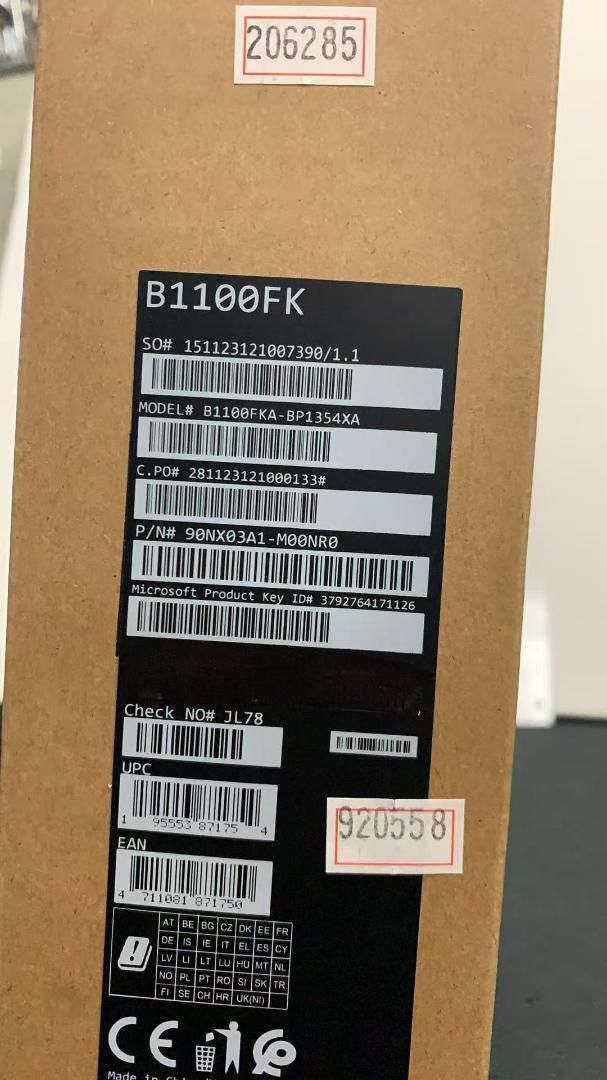 206285
B1100FK
SO# 151123121007390/1.1
MODEL# B1100FKA-BP1354XA
C.PO# 281123121000133#
P/N# 90NX03A1-M00NR0
Microsoft Product Key ID# 3792764171126
Check NO# JL78
UPC
1 95553 87175 4
920558
EAN
4 711081 871750
AT BE BG CZ DK EE FR
DE IS IE IT EL ES CY
LV LI LT LU HU MT NL
NO PL PT RO SI SK TR
FI SE CH HR UK(NI)
CE
Made in